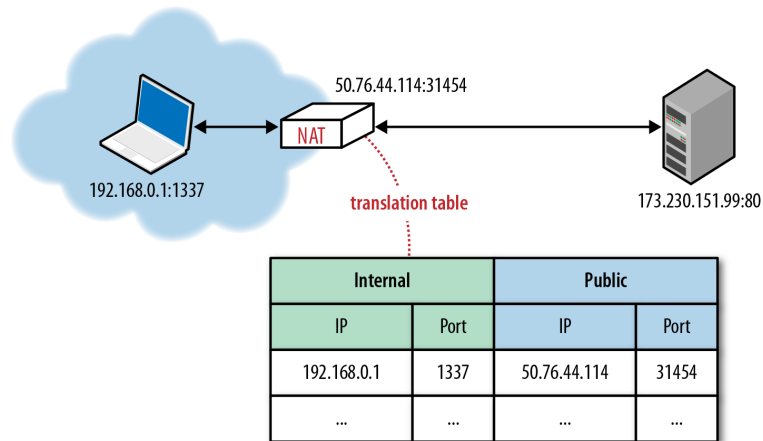 50.76.44.114:31454
NAT
192.168.0.1:1337
173.230.151.99:80
translation table
Internal Public
IP Port IP Port
192.168.0.1 1337 50.76.44.114 31454
... ... ... ...